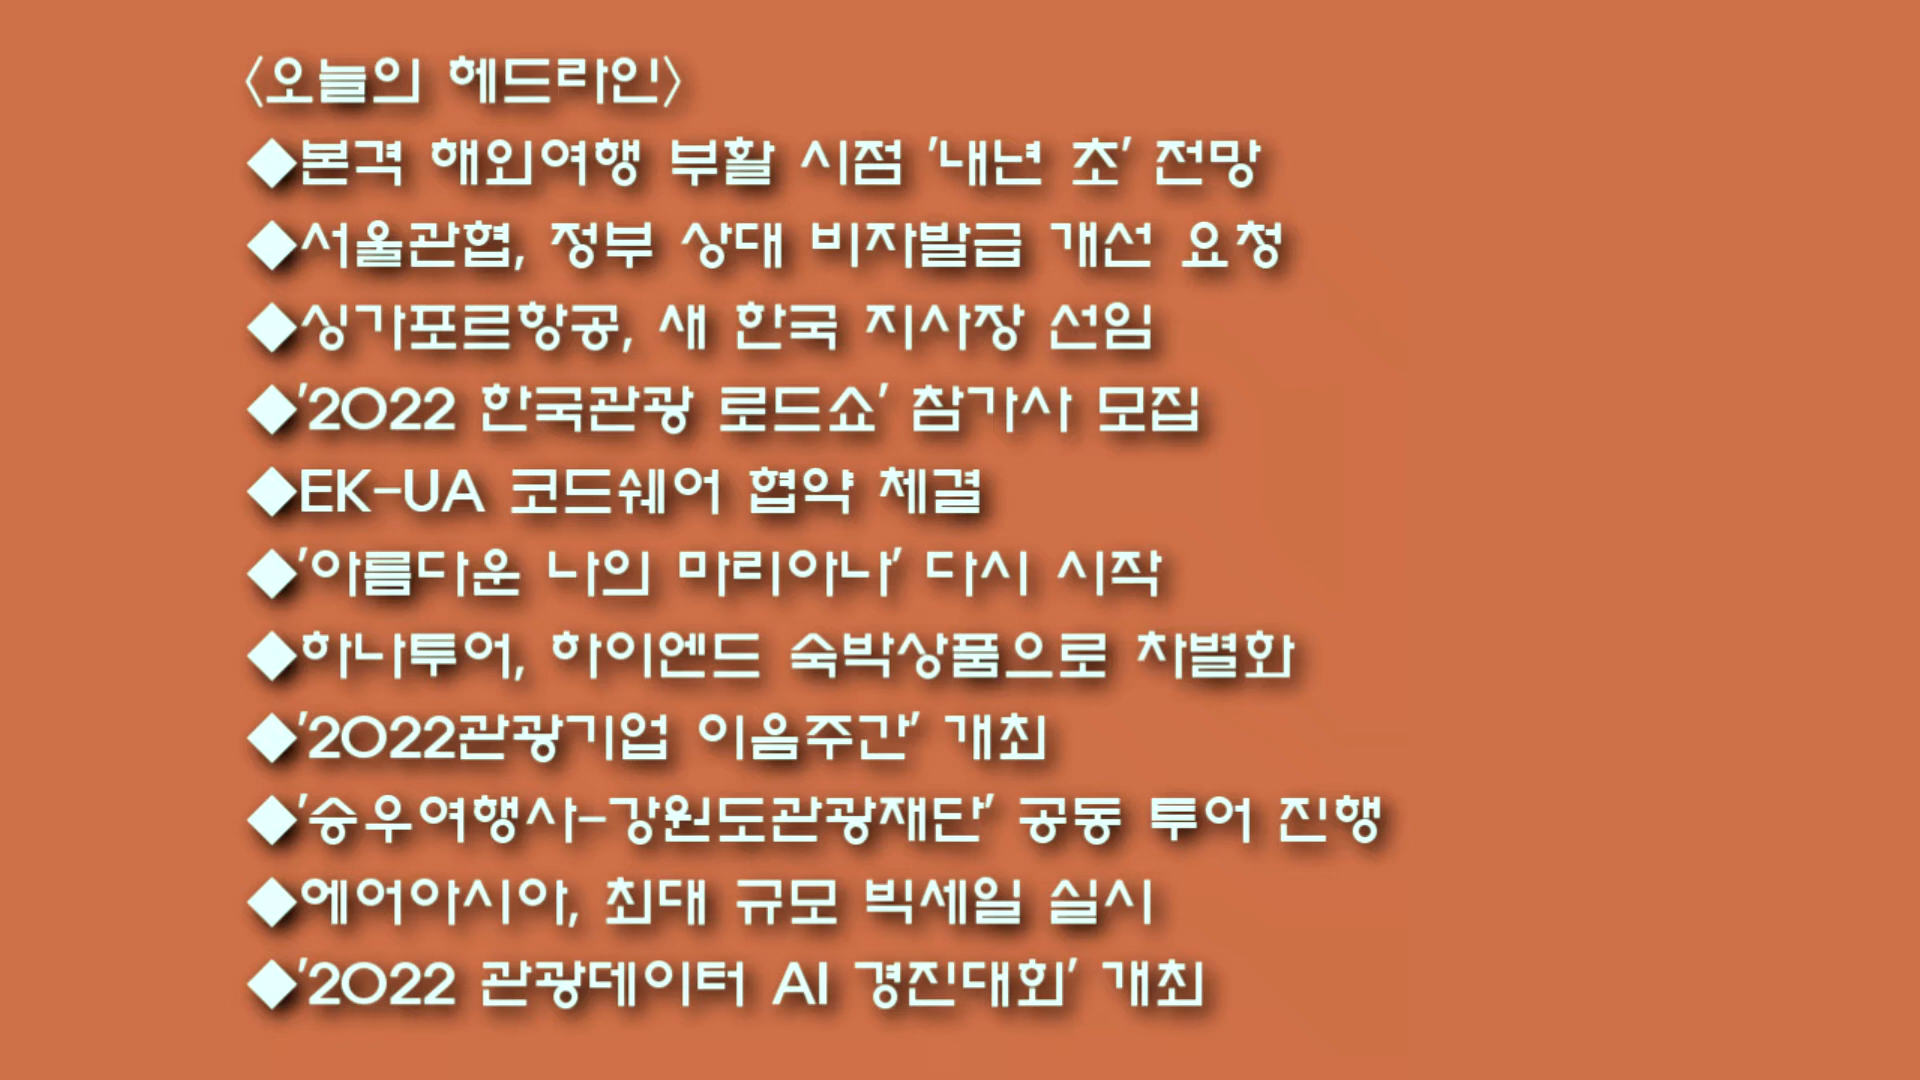 <오늘의 헤드라인>
◆본격 해외여행 부활 시점 '내년 초' 전망
◆서울관협, 정부 상대 비자발급 개선 요청
◆싱가포르항공, 새 한국 지사장 선임
◆'2022 한국관광 로드쇼' 참가사 모집
◆EK-UA 코드쉐어 협약 체결
◆'아름다운 나의 마리아나' 다시 시작
◆하나투어, 하이엔드 숙박상품으로 차별화
◆'2022관광기업 이음주간' 개최
◆'승우여행사-강원도관광재단' 공동 투어 진행
◆에어아시아, 최대 규모 빅세일 실시
◆'2022 관광데이터 AI 경진대회' 개최